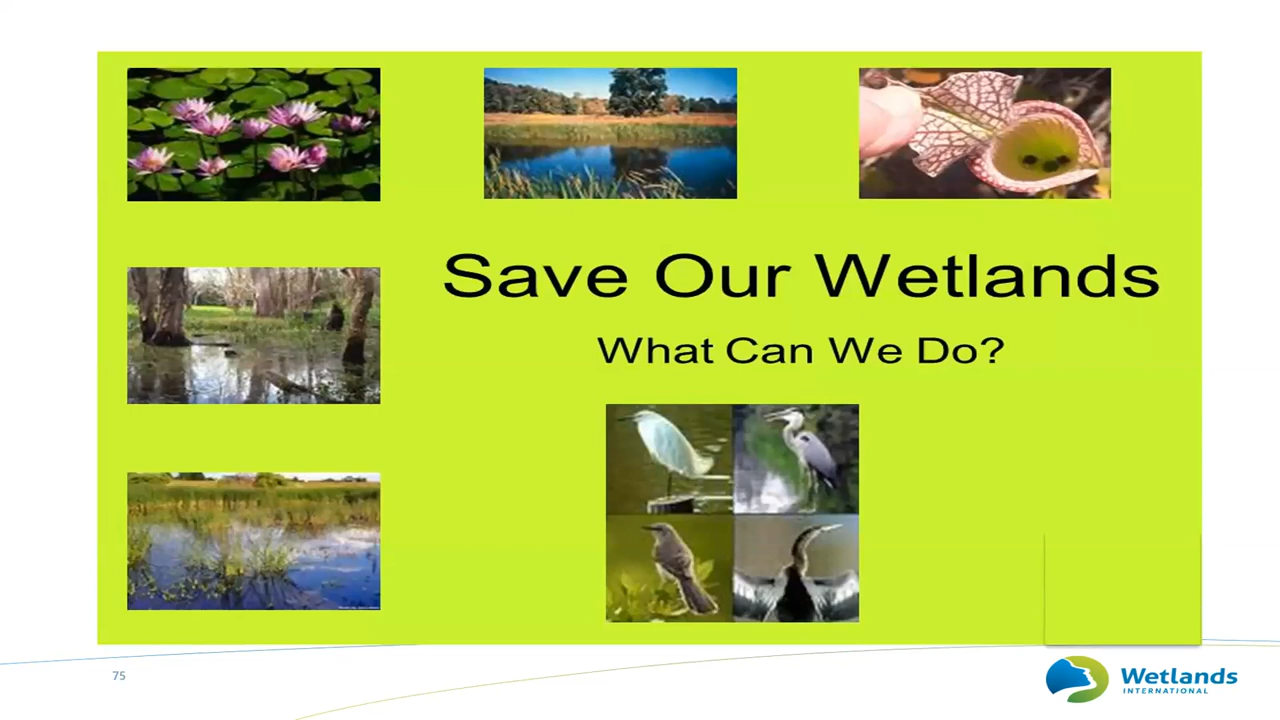 Save Our Wetlands
What Can We Do?
75
Wetlands
INTERNATIONAL